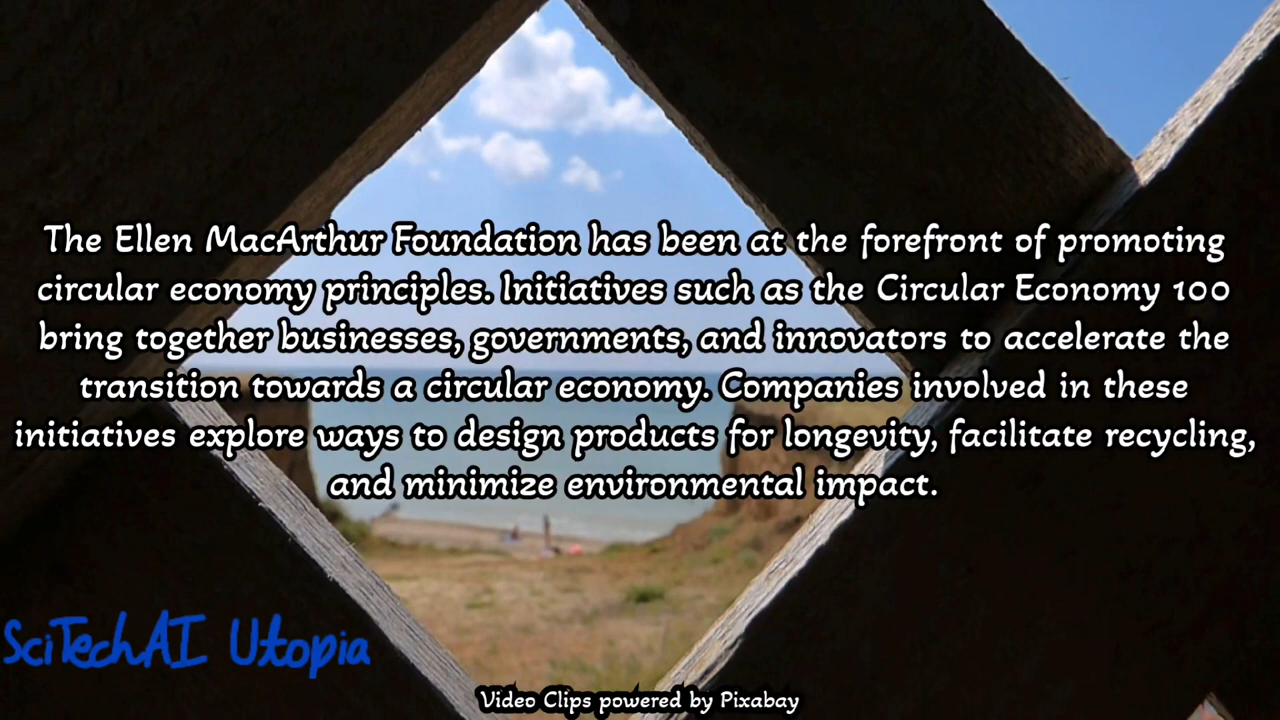 The Ellen MacArthur Foundation has been at the forefront of promoting
circular economy principles. Initiatives such as the Circular Economy 100
bring together businesses, governments, and innovators to accelerate the
transition towards a circular economy. Companies involved in these
initiatives explore ways to design products for longevity, facilitate recycling,
and minimize environmental impact.
SciTechAI Utopia
Video Clips powered by Pixabay